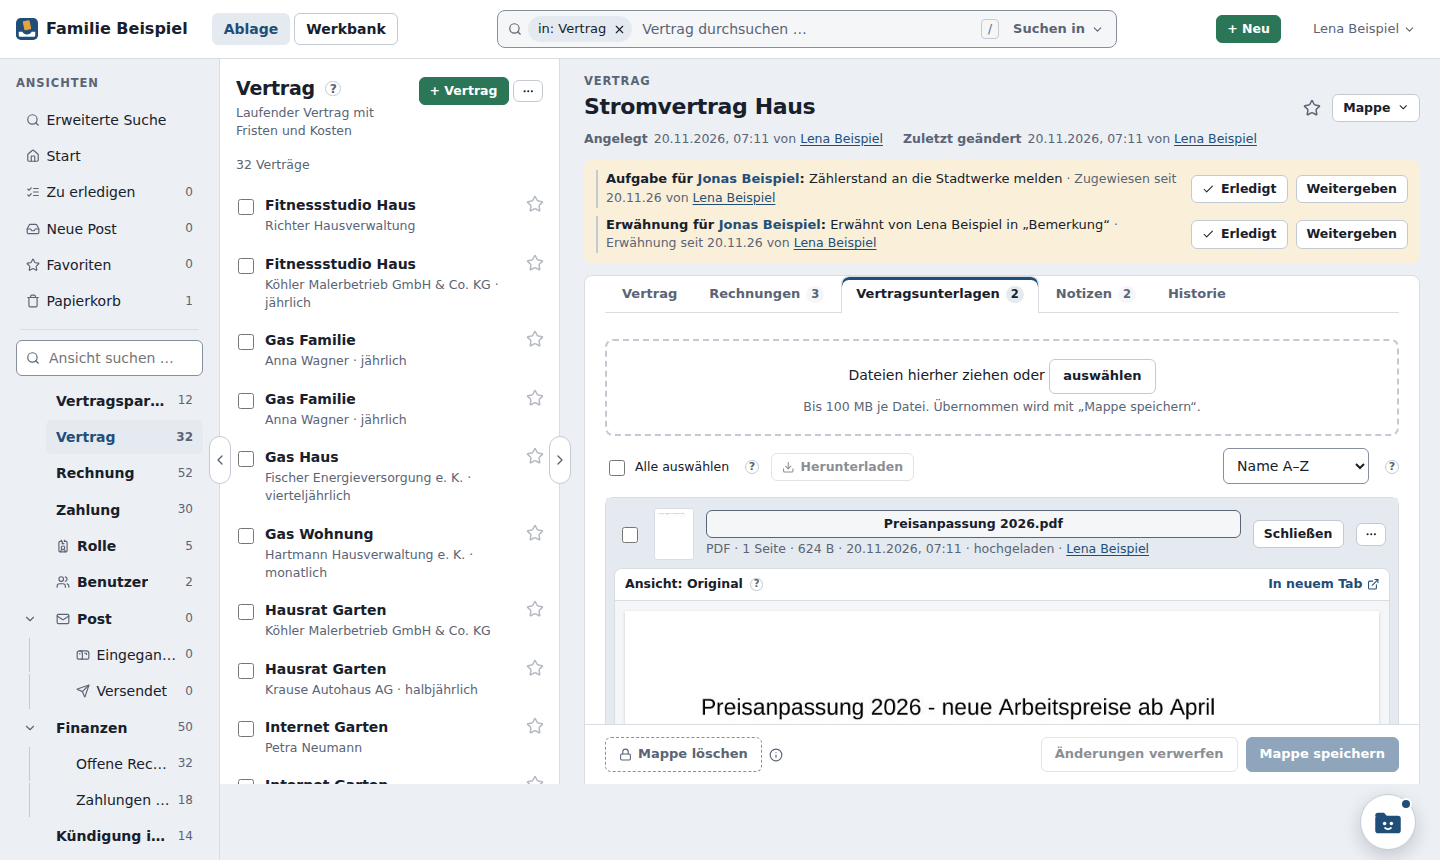 Familie Beispiel
Ablage
Werkbank
in: Vertrag
Vertrag durchsuchen …
/
Suchen in
+ Neu
Lena Beispiel
ANSICHTEN
Erweiterte Suche
Start
Zu erledigen 0
Neue Post 0
Favoriten 0
Papierkorb 1
Ansicht suchen …
Vertragspar… 12
Vertrag 32
Rechnung 52
Zahlung 30
Rolle 5
Benutzer 2
Post 0
Eingegan… 0
Versendet 0
Finanzen 50
Offene Rec… 32
Zahlungen … 18
Kündigung i… 14
Vertrag ?
+ Vertrag
Laufender Vertrag mit
Fristen und Kosten
32 Verträge
Fitnessstudio Haus
Richter Hausverwaltung
Fitnessstudio Haus
Köhler Malerbetrieb GmbH & Co. KG ·
jährlich
Gas Familie
Anna Wagner · jährlich
Gas Familie
Anna Wagner · jährlich
Gas Haus
Fischer Energieversorgung e. K. ·
vierteljährlich
Gas Wohnung
Hartmann Hausverwaltung e. K. ·
monatlich
Hausrat Garten
Köhler Malerbetrieb GmbH & Co. KG
Hausrat Garten
Krause Autohaus AG · halbjährlich
Internet Garten
Petra Neumann
Internet Garten
VERTRAG
Stromvertrag Haus
Mappe
Angelegt 20.11.2026, 07:11 von Lena Beispiel Zuletzt geändert 20.11.2026, 07:11 von Lena Beispiel
Aufgabe für Jonas Beispiel: Zählerstand an die Stadtwerke melden · Zugewiesen seit
20.11.26 von Lena Beispiel
Erledigt
Weitergeben
Erwähnung für Jonas Beispiel: Erwähnt von Lena Beispiel in „Bemerkung“ ·
Erwähnung seit 20.11.26 von Lena Beispiel
Erledigt
Weitergeben
Vertrag
Rechnungen 3
Vertragsunterlagen 2
Notizen 2
Historie
Dateien hierher ziehen oder auswählen
Bis 100 MB je Datei. Übernommen wird mit „Mappe speichern“.
Alle auswählen ?
Herunterladen
Name A–Z
?
Preisanpassung 2026.pdf
PDF · 1 Seite · 624 B · 20.11.2026, 07:11 · hochgeladen · Lena Beispiel
Schließen
Ansicht: Original ?
In neuem Tab
Preisanpassung 2026 - neue Arbeitspreise ab April
Mappe löschen
Änderungen verwerfen
Mappe speichern